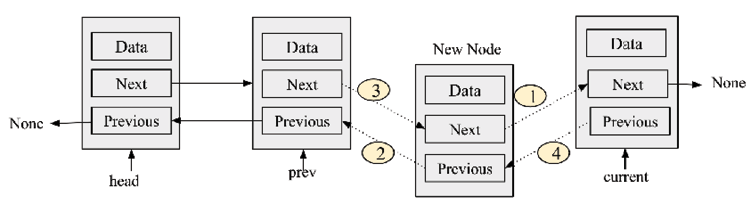 Data
Next
Previous
None
head
Data
Next
Previous
prev
3
2
New Node
Data
Next
Previous
1
4
Data
Next
Previous
None
current